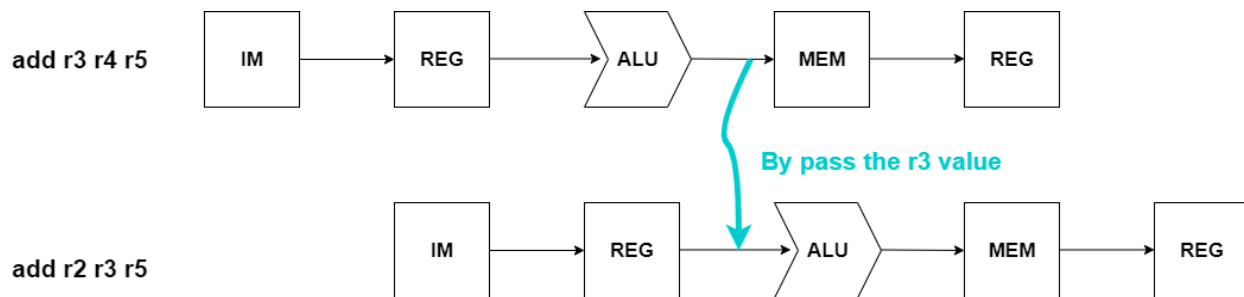 add r3 r4 r5
IM
REG
ALU
MEM
REG
By pass the r3 value
add r2 r3 r5
IM
REG
ALU
MEM
REG